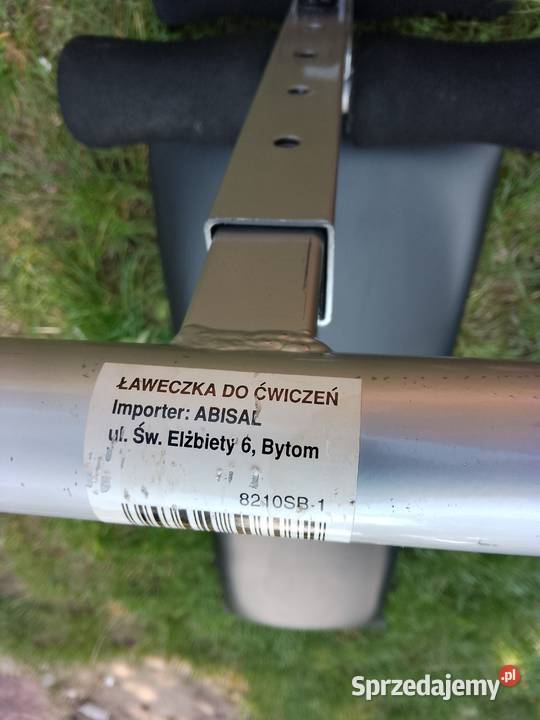 ŁAWECZKA DO ĆWICZEŃ
Importer: ABISAL
ul. Św. Elżbiety 6, Bytom
8210SB-1
Sprzedajemy.pl